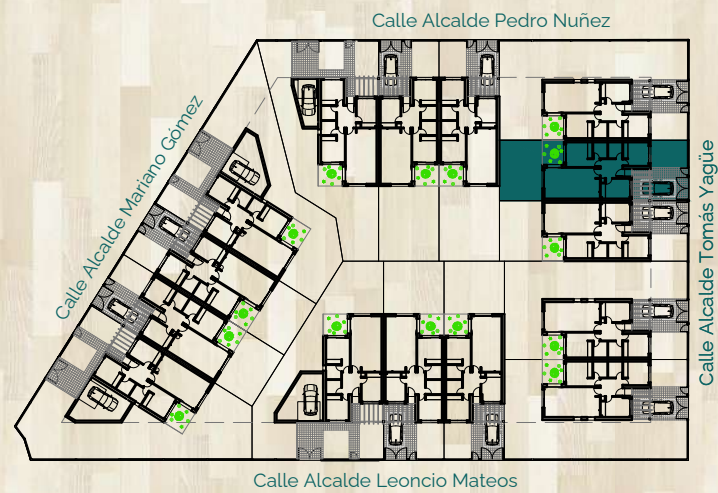 Calle Alcalde Pedro Nuñez
Calle Alcalde Mariano Gómez
Calle Alcalde Tomás Yagüe
Calle Alcalde Leoncio Mateos